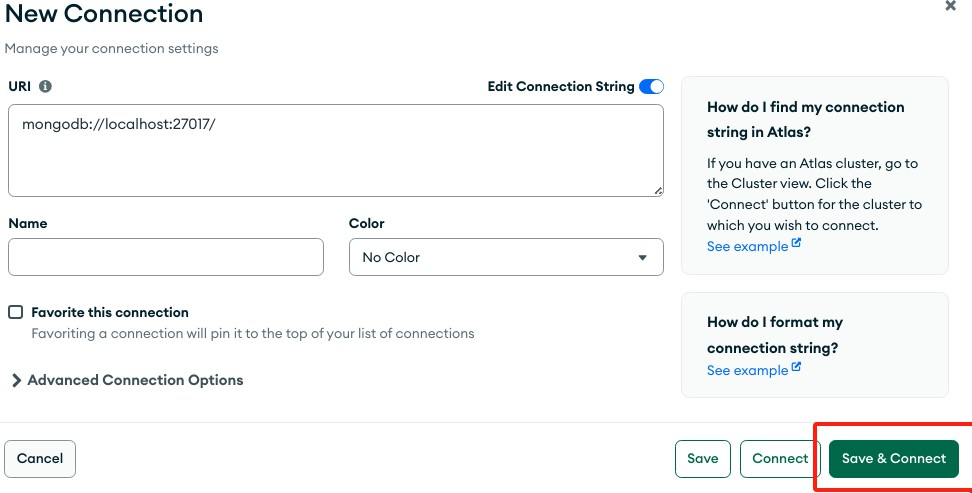 New Connection
Manage your connection settings
URI
Edit Connection String
mongodb://localhost:27017/
Name
Color
No Color
Favorite this connection
Favoriting a connection will pin it to the top of your list of connections
Advanced Connection Options
How do I find my connection
string in Atlas?
If you have an Atlas cluster, go to
the Cluster view. Click the
'Connect' button for the cluster to
which you wish to connect.
See example
How do I format my
connection string?
See example
Cancel
Save
Connect
Save & Connect